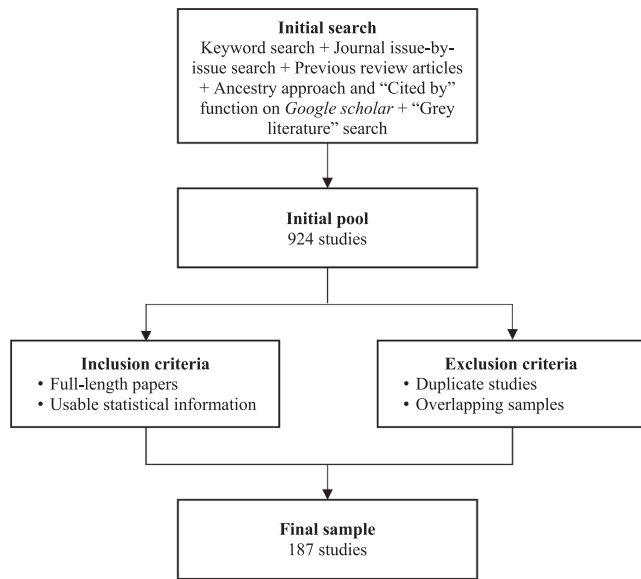 Initial search
Keyword search + Journal issue-by-
issue search + Previous review articles
+ Ancestry approach and “Cited by”
function on Google scholar + “Grey
literature” search
Initial pool
924 studies
Inclusion criteria
• Full-length papers
• Usable statistical information
Exclusion criteria
• Duplicate studies
• Overlapping samples
Final sample
187 studies